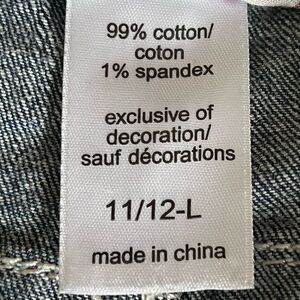 99% cotton/
coton
1% spandex
exclusive of
decoration/
sauf décorations
11/12-L
made in china